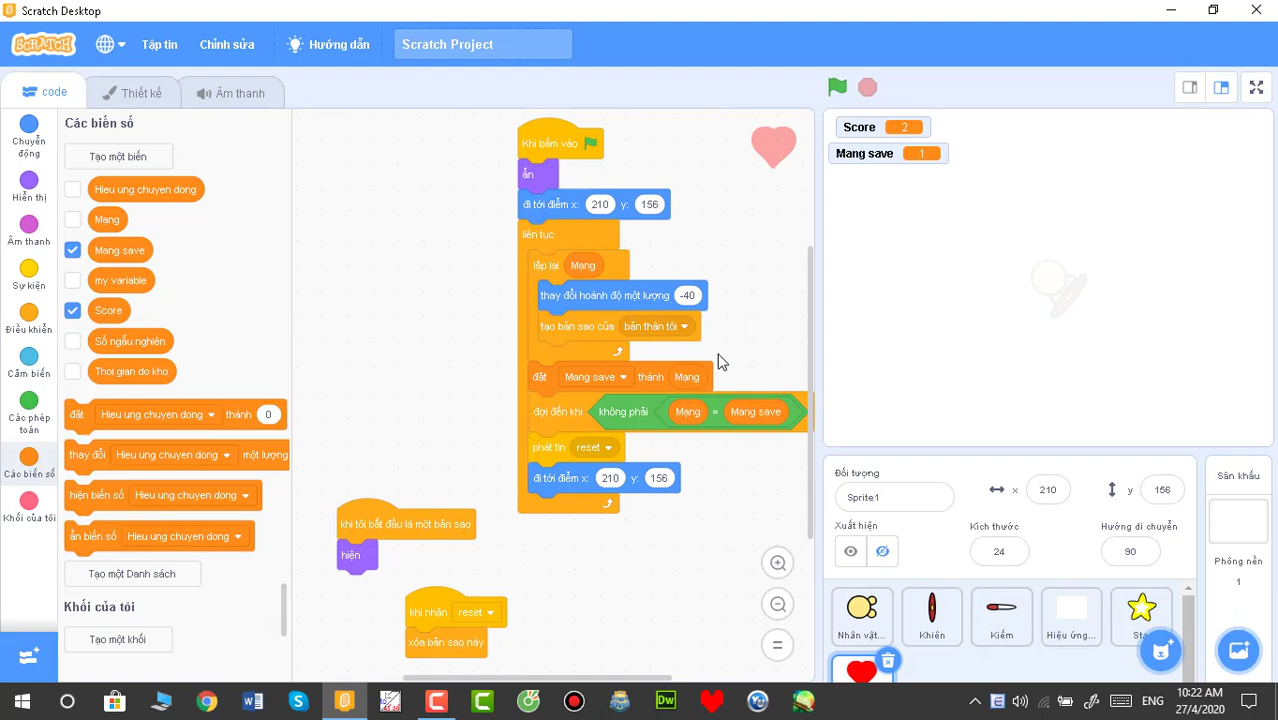 Scratch Desktop
SCRATCH
Tập tin
Chỉnh sửa
Hướng dẫn
Scratch Project
code
Thiết kế
Âm thanh
Chuyển động
Hiển thị
Âm thanh
Sự kiện
Điều khiển
Cảm biến
Các phép toán
Các biến số
Khối của tôi
Các biến số
Tạo một biến
Hieu ung chuyen dong
Mạng
Mang save
my variable
Score
Số ngẫu nghiên
Thoi gian do kho
đặt Hieu ung chuyen dong thành 0
thay đổi Hieu ung chuyen dong một lượng
hiện biến số Hieu ung chuyen dong
ẩn biến số Hieu ung chuyen dong
Tạo một Danh sách
Khối của tôi
Tạo một khối
Khi bấm vào
ẩn
đi tới điểm x: 210 y: 156
liên tục
lặp lại Mạng
thay đổi hoành độ một lượng -40
tạo bản sao của bản thân tôi
đặt Mang save thành Mạng
đợi đến khi không phải Mạng = Mang save
phát tin reset
đi tới điểm x: 210 y: 156
khi tôi bắt đầu là một bản sao
hiện
khi nhận reset
xóa bản sao này
Score 2
Mang save 1
Đối tượng
Sprite1
x 210
y 156
Xuất hiện
Kích thước
24
Hướng di chuyển
90
Sân khấu
Phông nền
1
Nhân vật...
Khiên
Kiếm
Hiệu ứng...
Sta
ENG
10:22 AM
27/4/2020